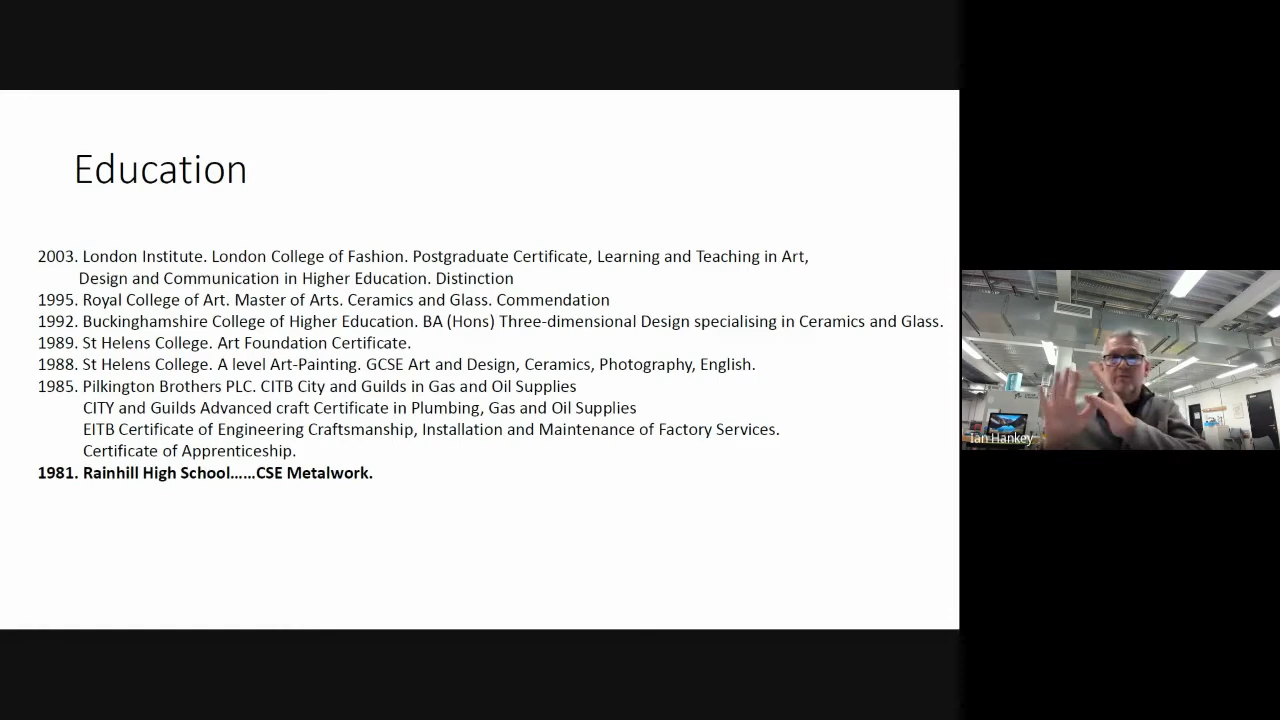 Education
2003. London Institute. London College of Fashion. Postgraduate Certificate, Learning and Teaching in Art,
Design and Communication in Higher Education. Distinction
1995. Royal College of Art. Master of Arts. Ceramics and Glass. Commendation
1992. Buckinghamshire College of Higher Education. BA (Hons) Three-dimensional Design specialising in Ceramics and Glass.
1989. St Helens College. Art Foundation Certificate.
1988. St Helens College. A level Art-Painting. GCSE Art and Design, Ceramics, Photography, English.
1985. Pilkington Brothers PLC. CITB City and Guilds in Gas and Oil Supplies
CITY and Guilds Advanced craft Certificate in Plumbing, Gas and Oil Supplies
EITB Certificate of Engineering Craftsmanship, Installation and Maintenance of Factory Services.
Certificate of Apprenticeship.
1981. Rainhill High School......CSE Metalwork.
Ian Hankey